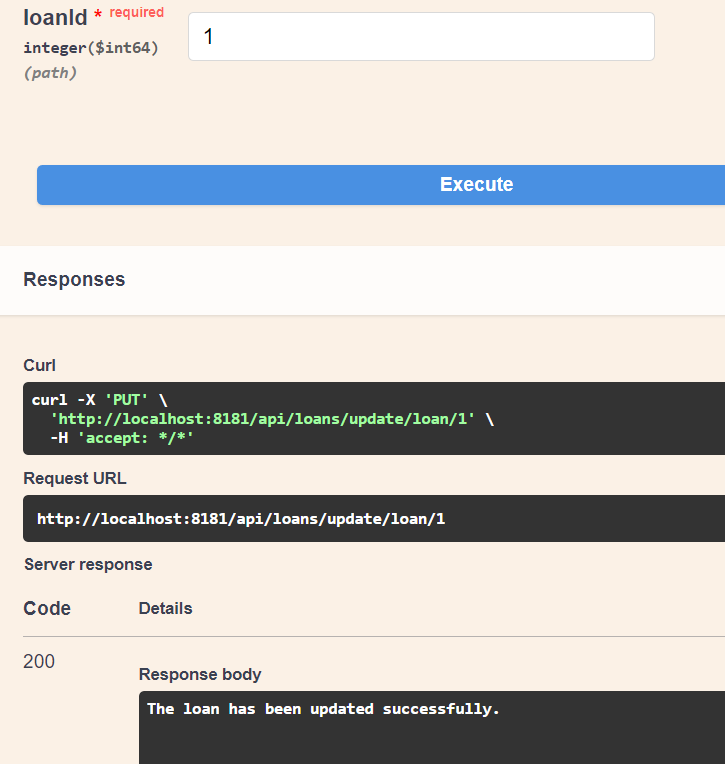 loanId * required
integer($int64)
(path)
1
Execute
Responses
Curl
curl -X 'PUT' \
  'http://localhost:8181/api/loans/update/loan/1' \
  -H 'accept: */*'
Request URL
http://localhost:8181/api/loans/update/loan/1
Server response
Code Details
200
Response body
The loan has been updated successfully.